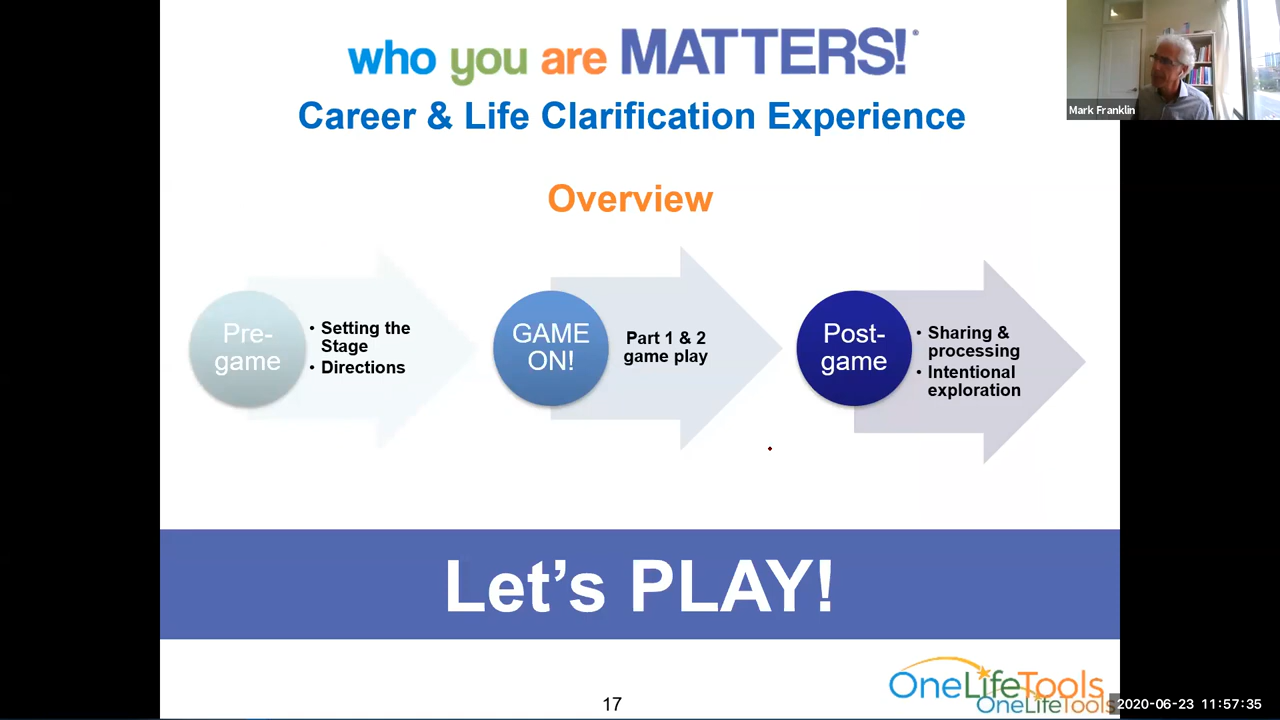 who you are MATTERS!®
Mark Franklin
Career & Life Clarification Experience
Overview
Pre-
game
• Setting the
Stage
• Directions
GAME
ON!
Part 1 & 2
game play
Post-
game
• Sharing &
processing
• Intentional
exploration
Let's PLAY!
OneLifeTools
OneLifeTools
17
2020-06-23 11:57:35